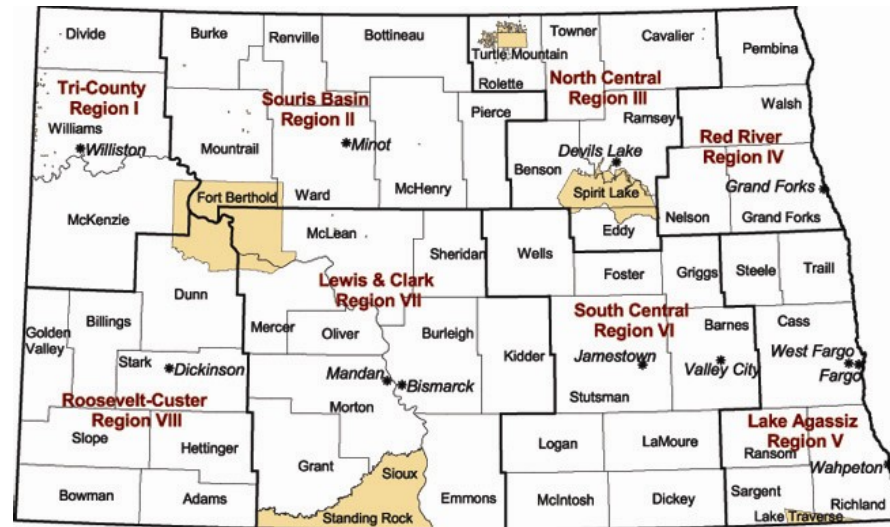 Divide
Burke
Renville
Bottineau
Turtle Mountain
Rolette
Towner
Cavalier
Pembina
Tri-County
Region I
Williams
Williston
Souris Basin
Region II
Minot
Mountrail
Ward
McHenry
Pierce
North Central
Region III
Ramsey
Devils Lake
Benson
Spirit Lake
Eddy
Walsh
Red River
Region IV
Grand Forks
Nelson
Grand Forks
McKenzie
Fort Berthold
McLean
Sheridan
Wells
Foster
Griggs
Steele
Traill
Dunn
Lewis & Clark
Region VII
Mercer
Oliver
Burleigh
Kidder
South Central
Region VI
Jamestown
Stutsman
Barnes
Valley City
Cass
West Fargo
Fargo
Golden
Valley
Billings
Stark
Dickinson
Mandan
Bismarck
Morton
Roosevelt-Custer
Region VIII
Slope
Hettinger
Grant
Sioux
Logan
LaMoure
Lake Agassiz
Region V
Ransom
Wahpeton
Bowman
Adams
Standing Rock
Emmons
McIntosh
Dickey
Sargent
Richland
Lake Traverse